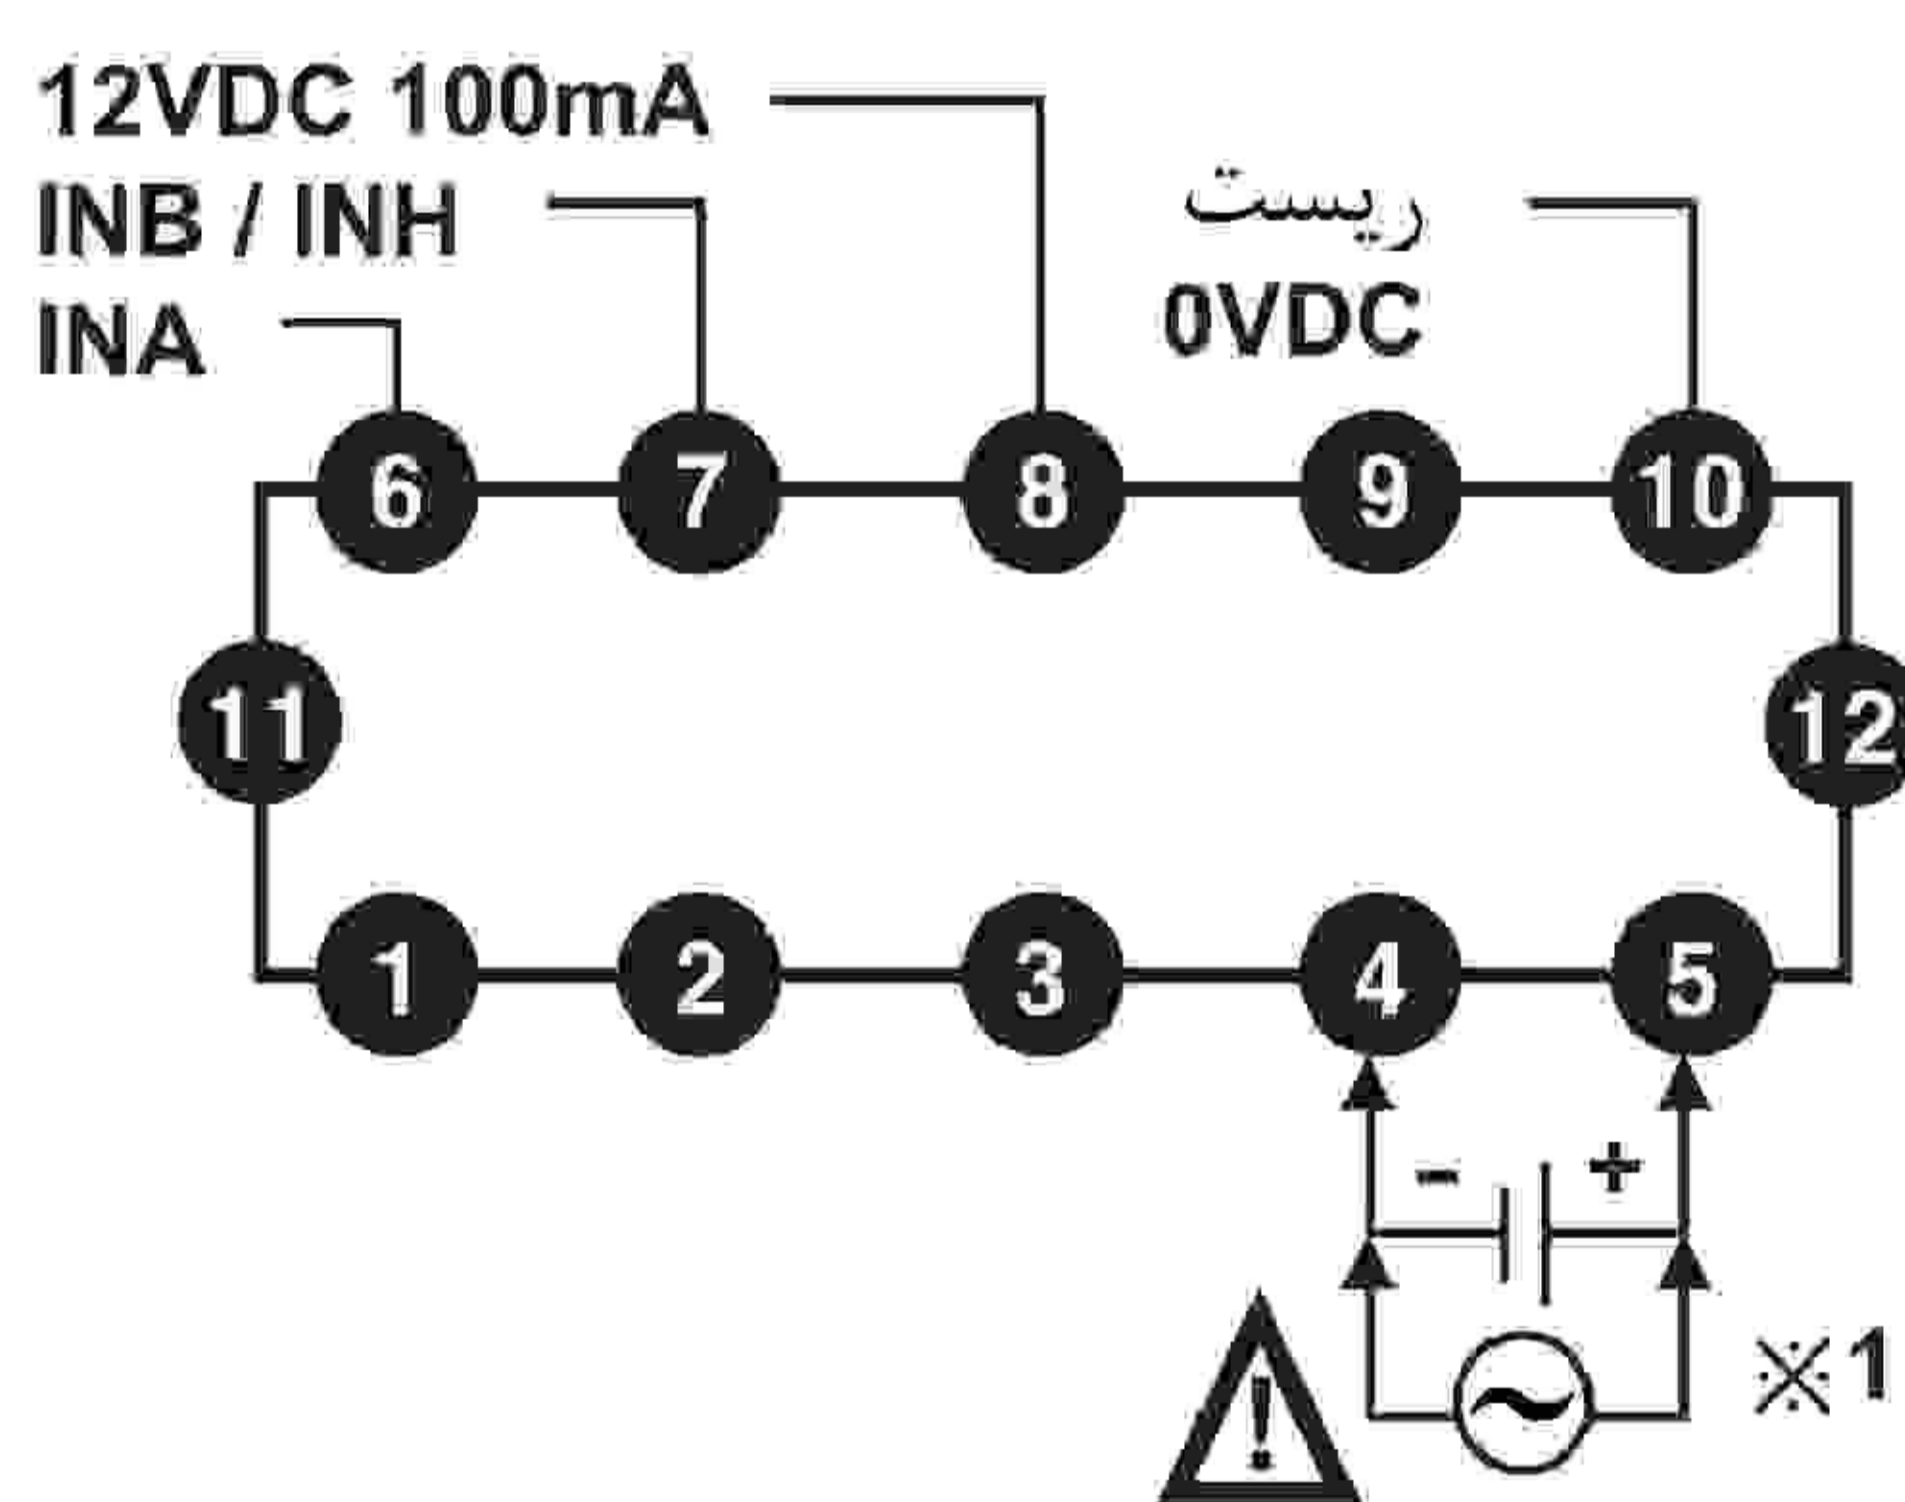 12VDC 100mA
INB / INH
INA
ریست
0VDC
6 7 8 9 10
11 12
1 2 3 4 5
- +
!
~
※1